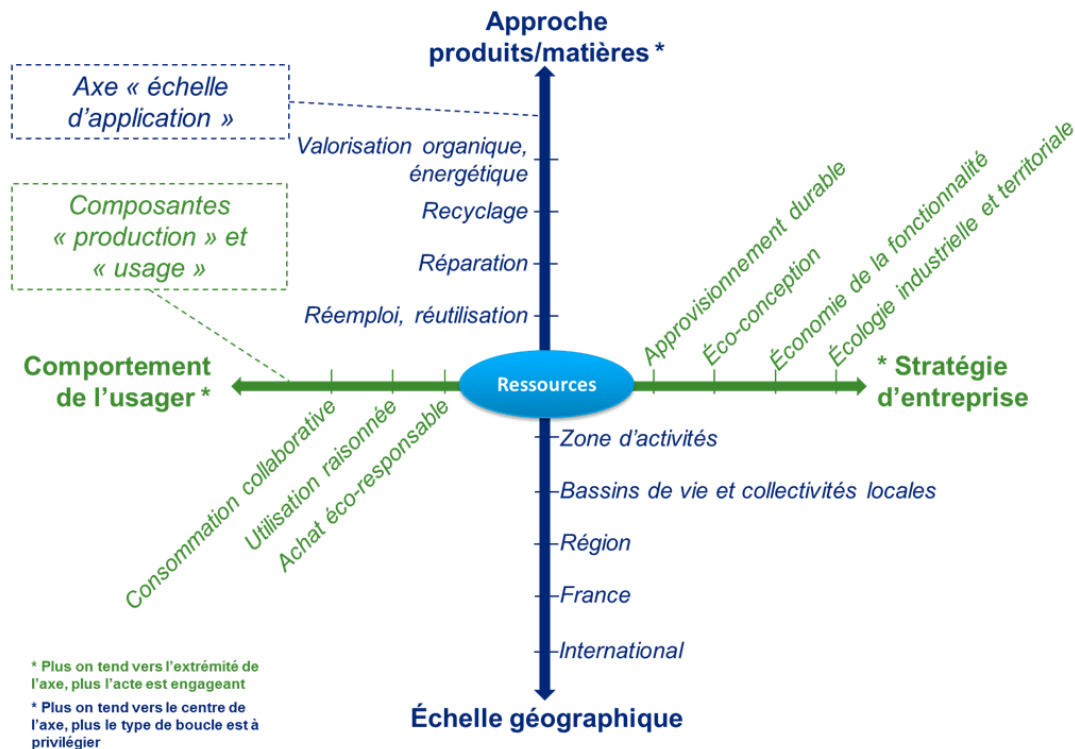 Approche
produits/matières *
Axe « échelle
d'application »
Valorisation organique,
énergétique
Recyclage
Réparation
Réemploi, réutilisation
Composantes
« production » et
« usage »
Approvisionnement durable
Éco-conception
Économie de la fonctionnalité
Écologie industrielle et territoriale
Comportement
de l'usager *
Ressources
* Stratégie
d'entreprise
Consommation collaborative
Utilisation raisonnée
Achat éco-responsable
Zone d'activités
Bassins de vie et collectivités locales
Région
France
International
Échelle géographique
* Plus on tend vers l'extrémité de
l'axe, plus l'acte est engageant
* Plus on tend vers le centre de
l'axe, plus le type de boucle est à
privilégier